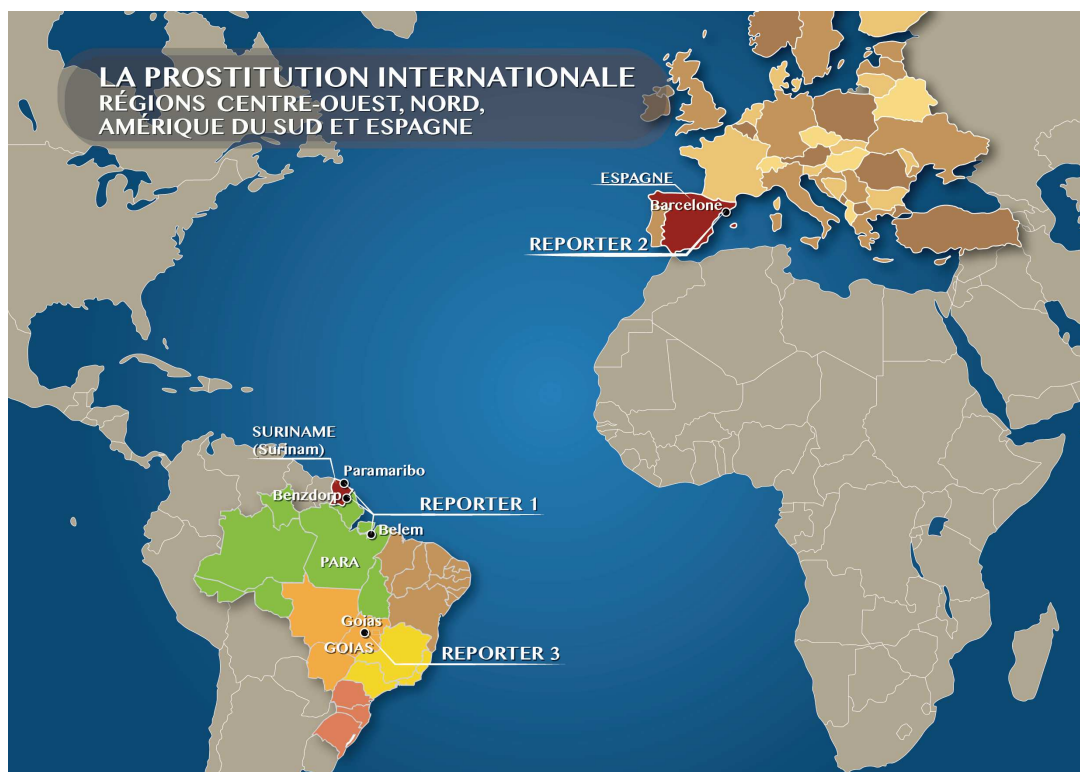 LA PROSTITUTION INTERNATIONALE
RÉGIONS CENTRE-OUEST, NORD,
AMÉRIQUE DU SUD ET ESPAGNE
ESPAGNE
Barcelone
REPORTER 2
SURINAME
(Surinam)
Paramaribo
Benzdorp
REPORTER 1
Belem
PARA
Goias
GOIAS
REPORTER 3